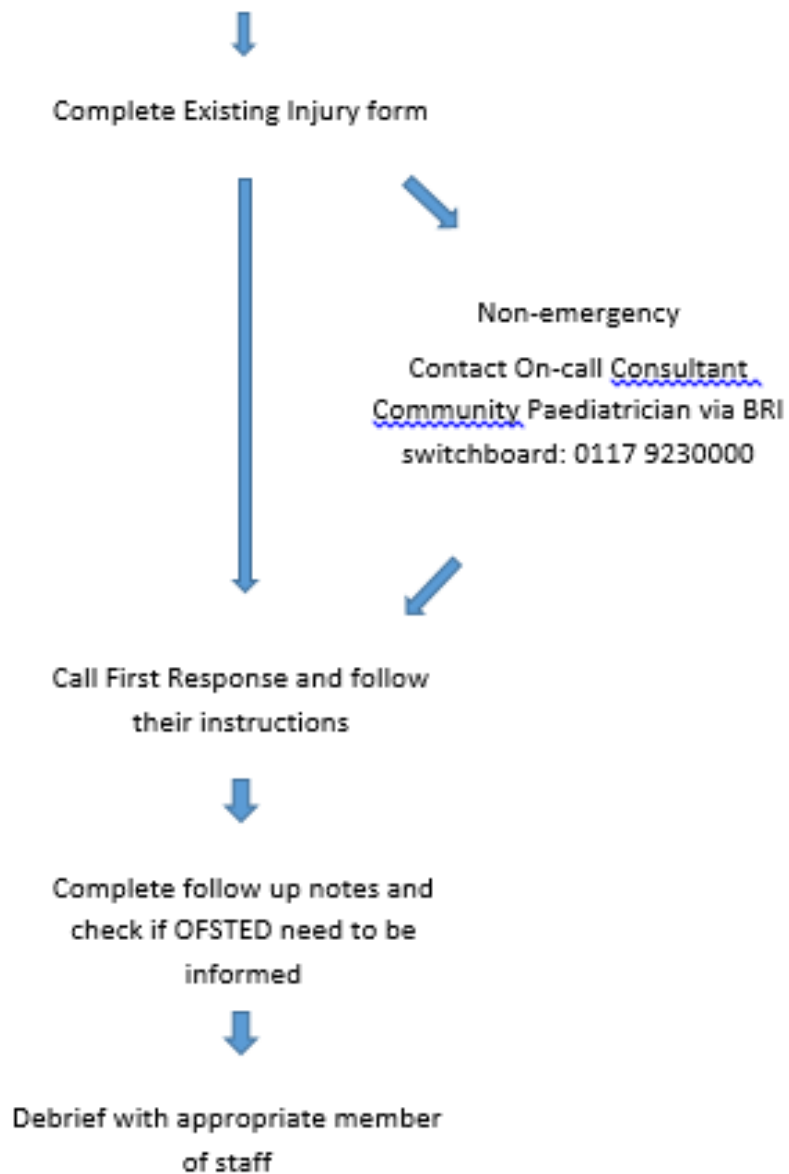 Complete Existing Injury form
Non-emergency
Contact On-call Consultant
Community Paediatrician via BRI
switchboard: 0117 9230000
Call First Response and follow
their instructions
Complete follow up notes and
check if OFSTED need to be
informed
Debrief with appropriate member
of staff